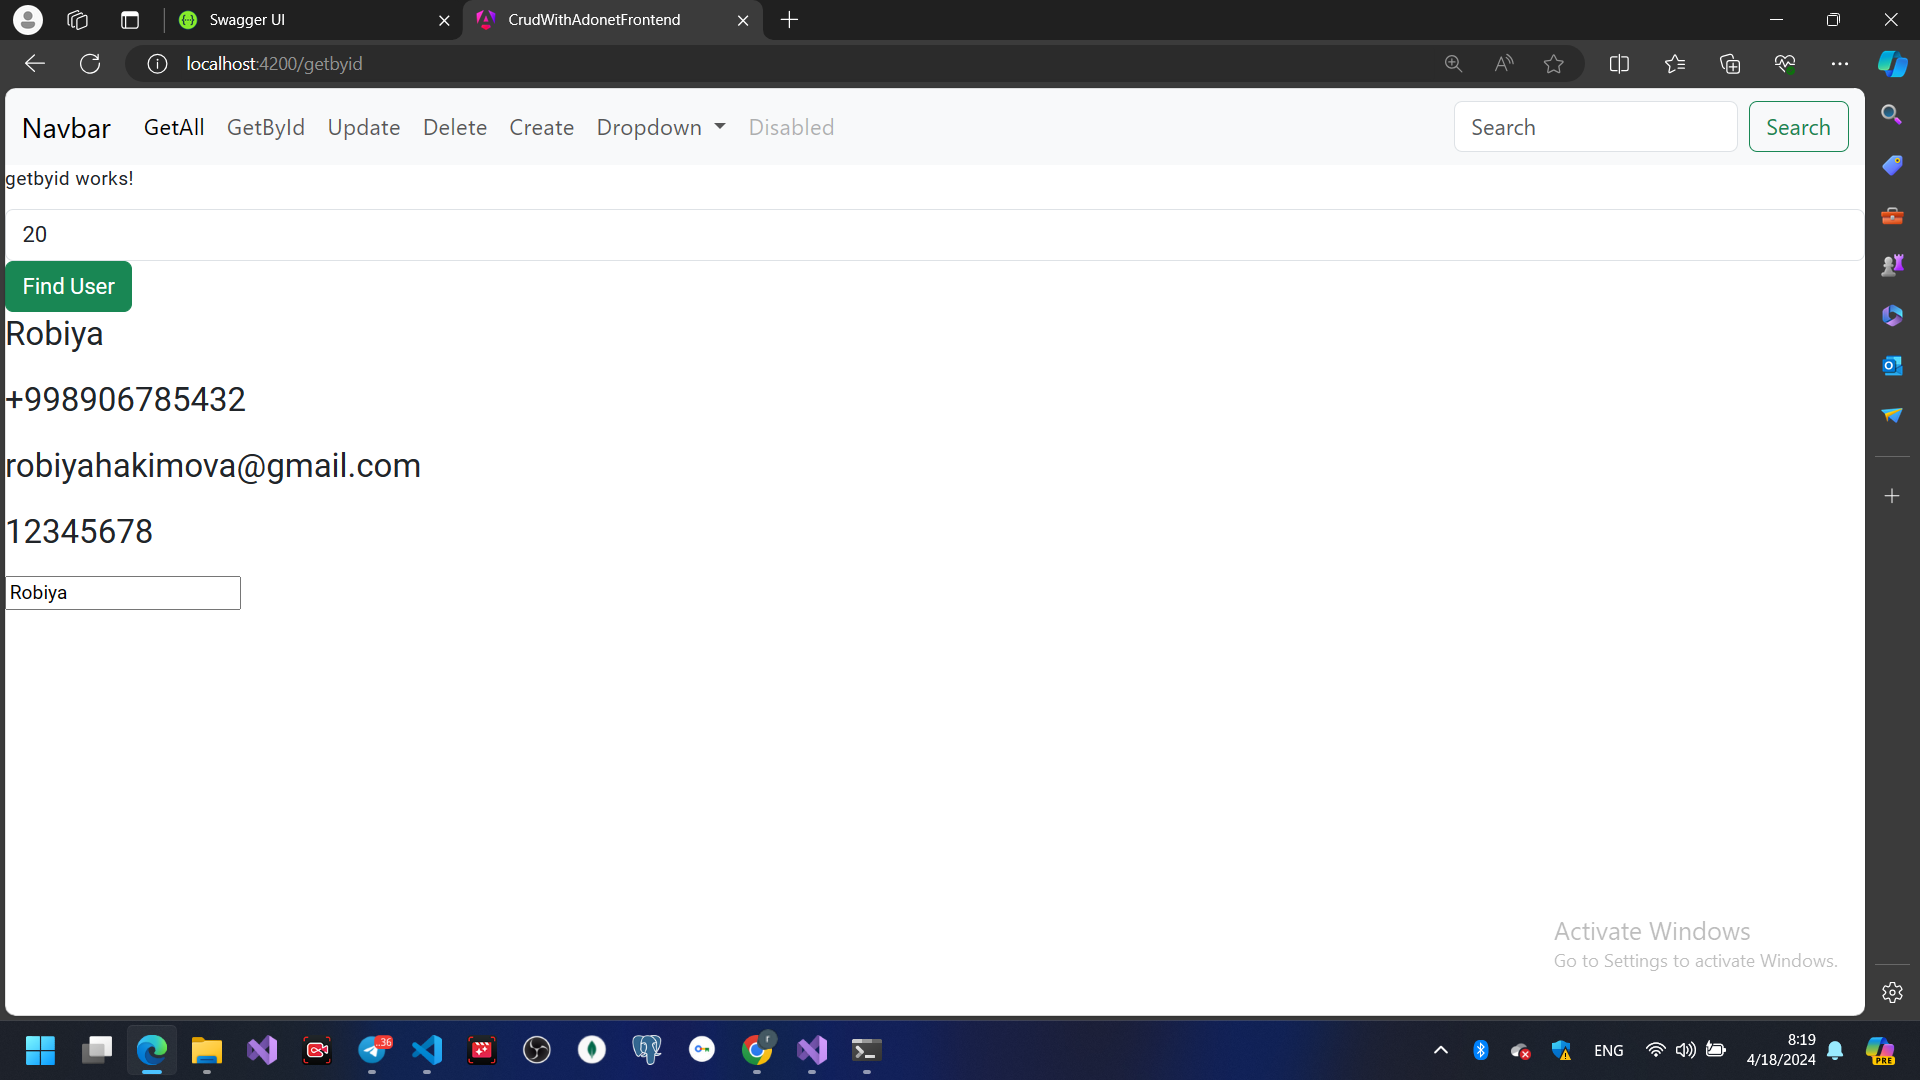 Swagger UI
CrudWithAdonetFrontend
localhost:4200/getbyid
Navbar GetAll GetById Update Delete Create Dropdown Disabled Search Search
getbyid works!
20
Find User
Robiya
+998906785432
robiyahakimova@gmail.com
12345678
Robiya
Activate Windows
Go to Settings to activate Windows.
.36
r
ENG
8:19
4/18/2024
PRE